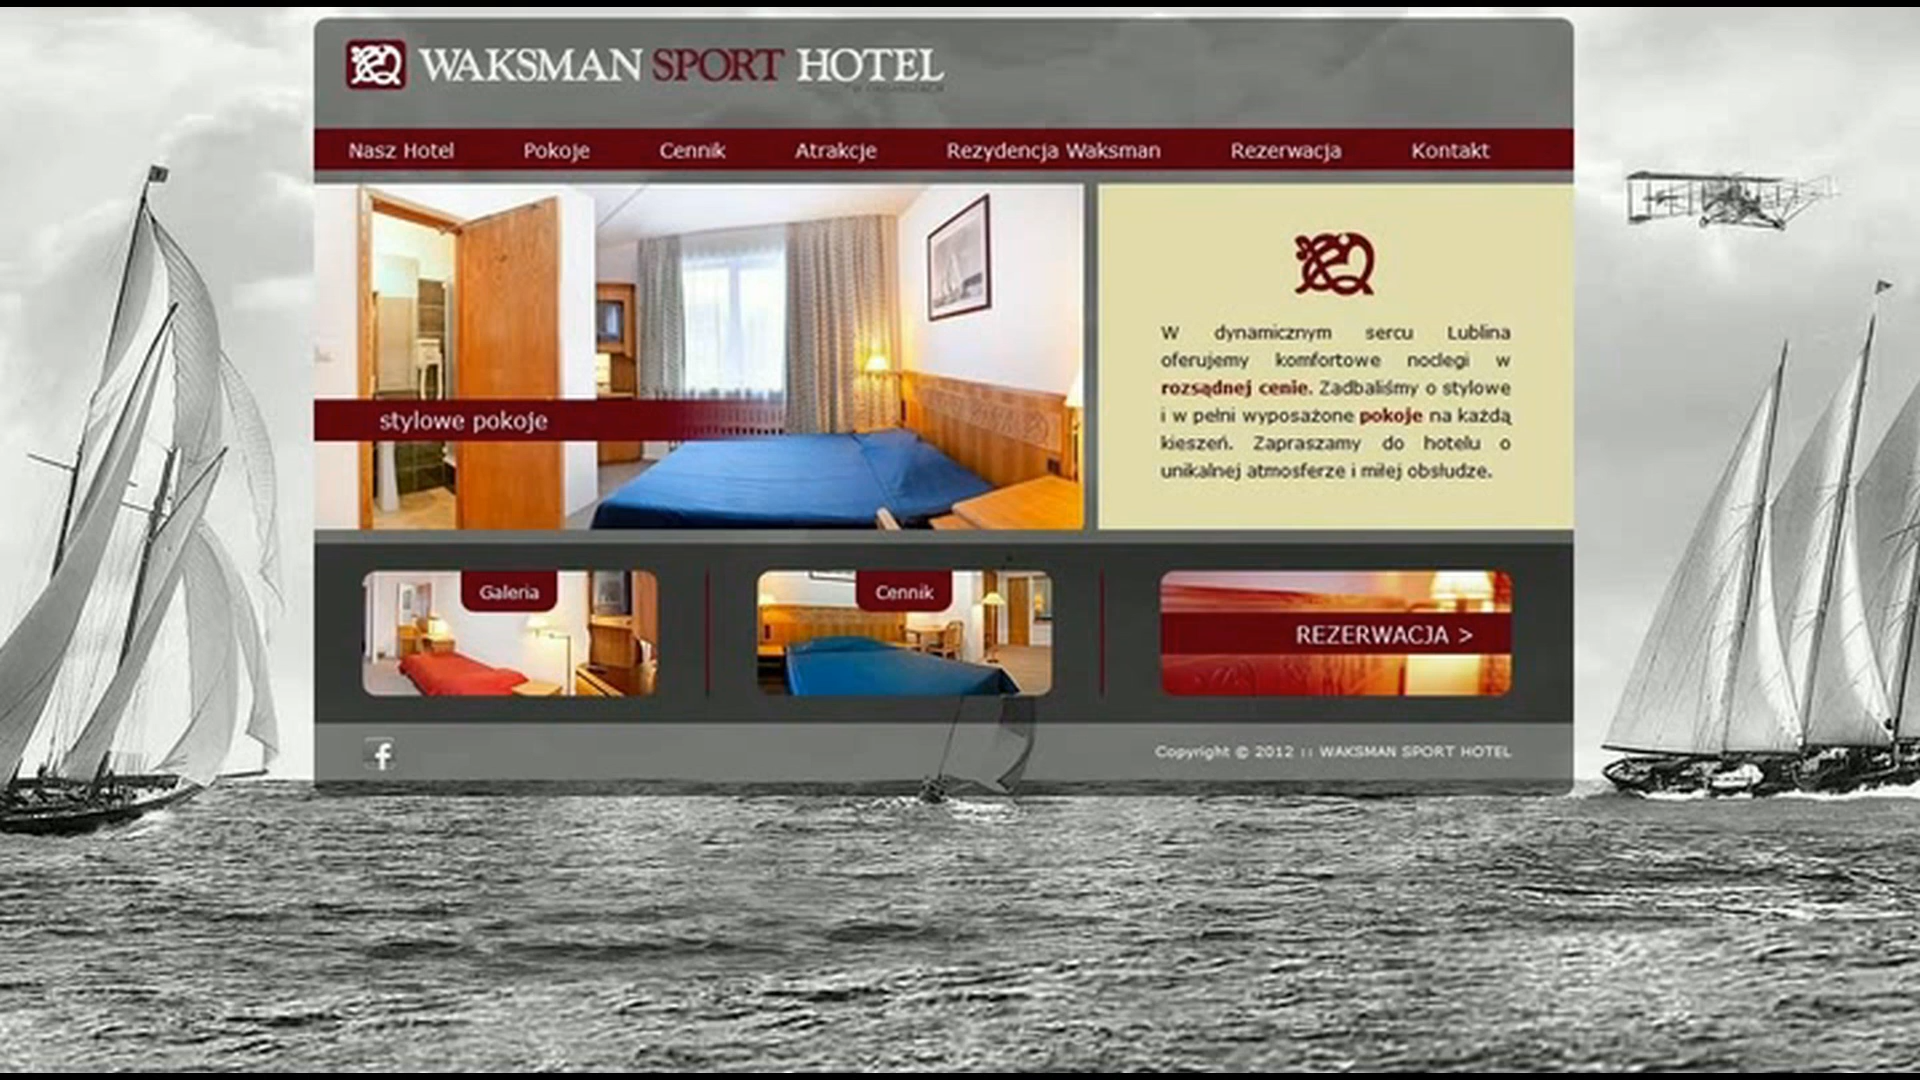 WAKSMAN SPORT HOTEL
Nasz Hotel Pokoje Cennik Atrakcje Rezydencja Waksman Rezerwacja Kontakt
W dynamicznym sercu Lublina
oferujemy komfortowe noclegi w
rozsądnej cenie. Zadbaliśmy o stylowe
i w pełni wyposażone pokoje na każdą
kieszeń. Zapraszamy do hotelu o
unikalnej atmosferze i miłej obsłudze.
stylowe pokoje
Galeria
Cennik
REZERWACJA >
f
Copyright © 2012 :: WAKSMAN SPORT HOTEL